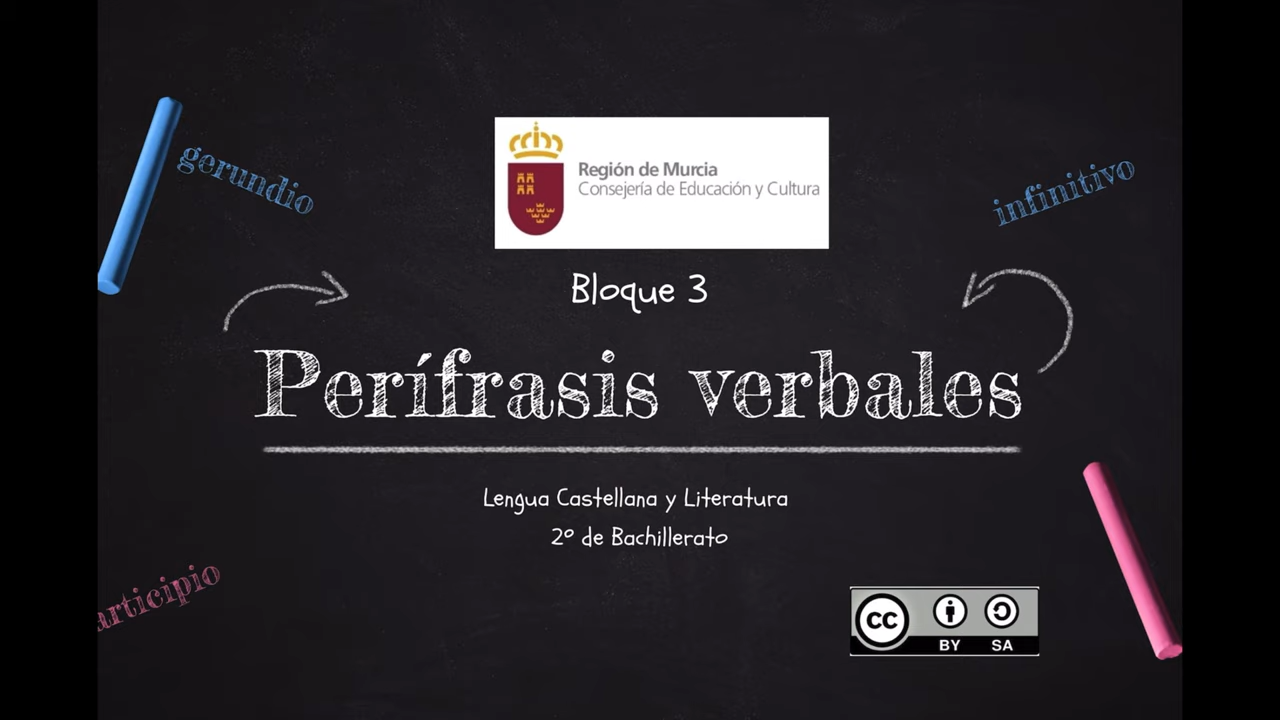 gerundio
infinitivo
Región de Murcia
Consejería de Educación y Cultura
Bloque 3
Perífrasis verbales
Lengua Castellana y Literatura
2º de Bachillerato
articipio
CC BY SA